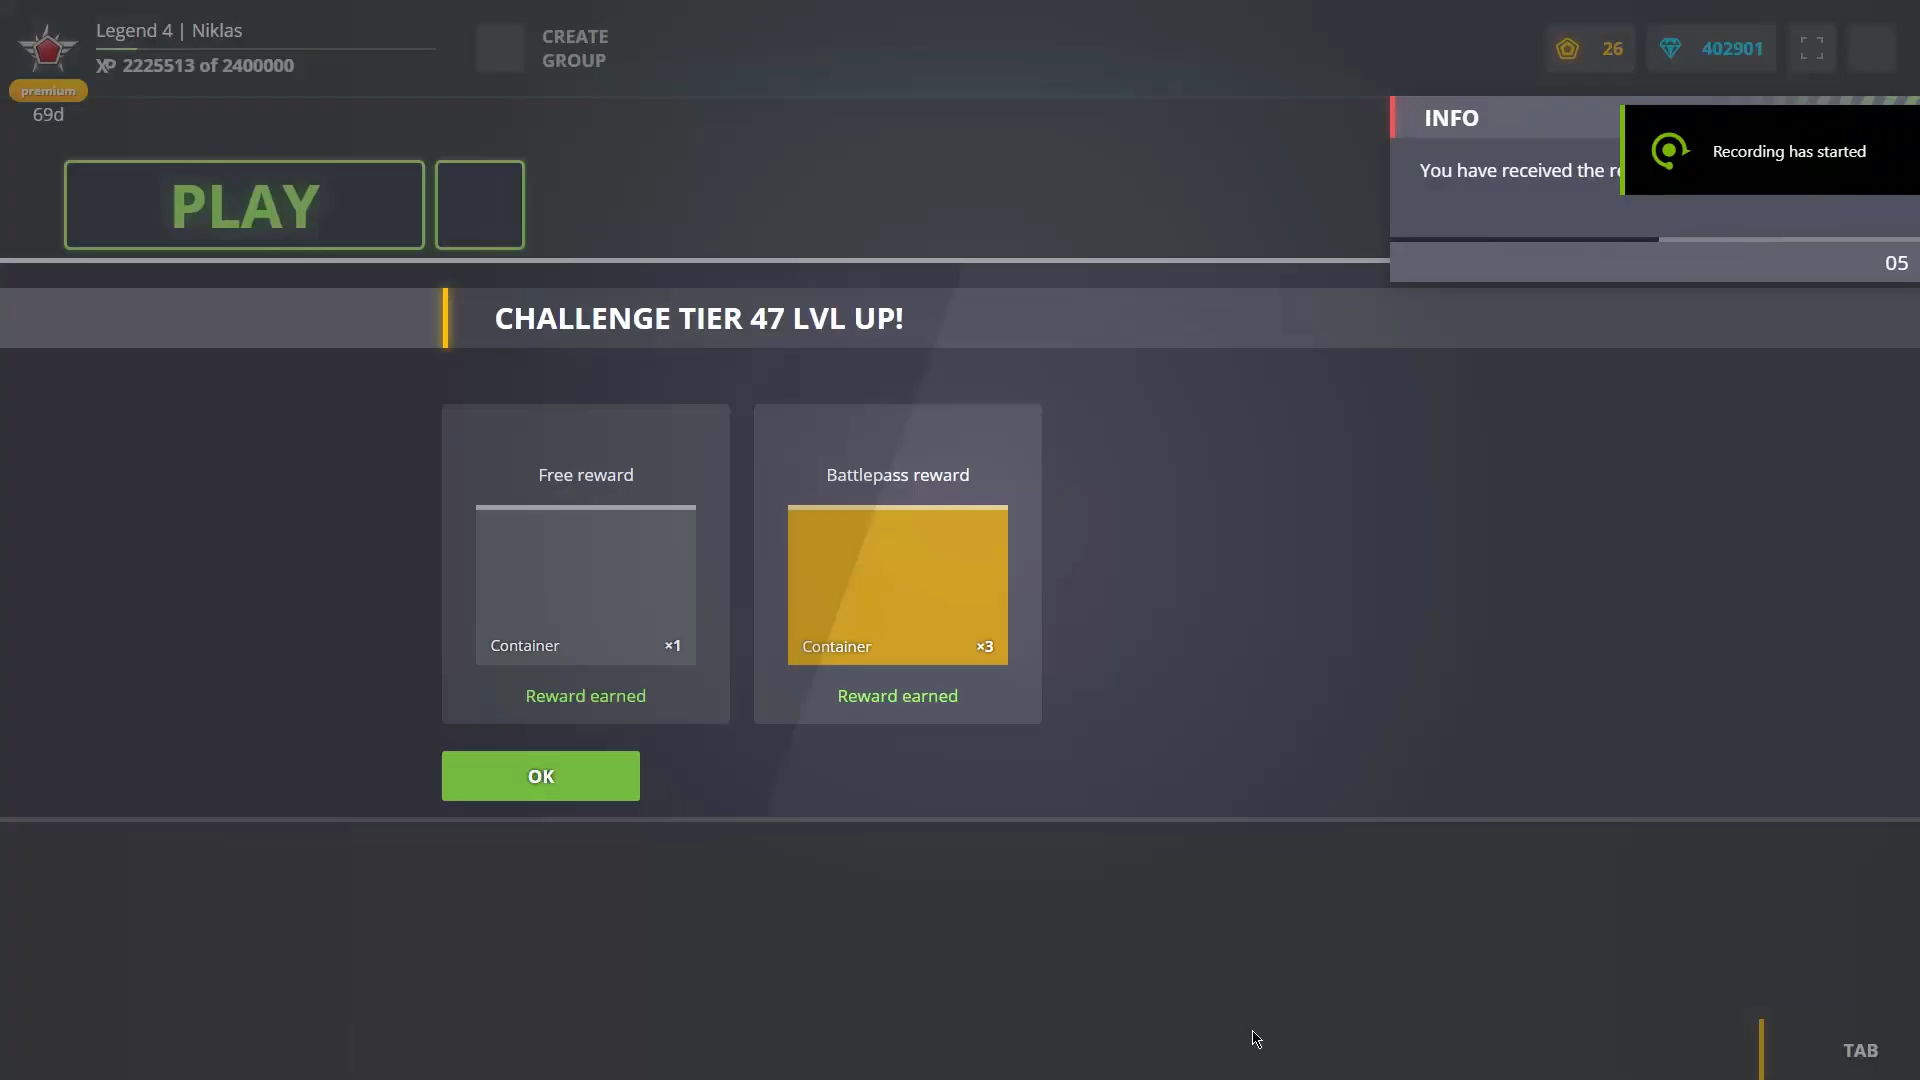 Legend 4 | Niklas
XP 2225513 of 2400000
premium
69d
CREATE
GROUP
26
402901
PLAY
INFO
You have received the
Recording has started
05
CHALLENGE TIER 47 LVL UP!
Free reward
Container ×1
Reward earned
Battlepass reward
Container ×3
Reward earned
OK
TAB